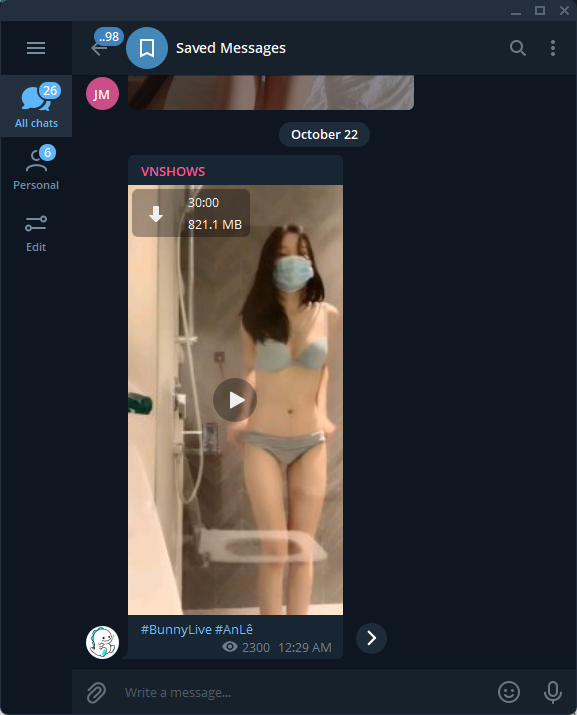 ..98
Saved Messages
JM
26
All chats
6
Personal
Edit
October 22
VNSHOWS
30:00
821.1 MB
#BunnyLive #AnLê
2300 12:29 AM
Write a message...